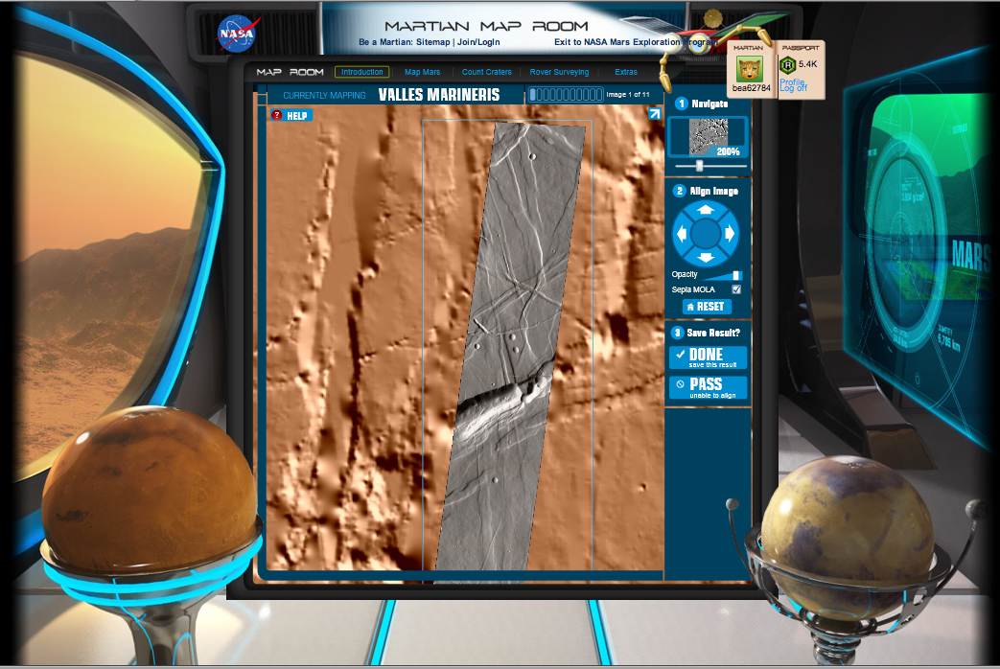 NASA
MARTIAN MAP ROOM
Be a Martian: Sitemap | Join/LogIn
Exit to NASA Mars Exploration Program
MARTIAN
PASSPORT
5.4K
Profile
Log off
bea62784
MAP ROOM
Introduction
Map Mars
Count Craters
Rover Surveying
Extras
CURRENTLY MAPPING VALLES MARINERIS
Image 1 of 11
? HELP
1 Navigate
200%
2 Align Image
Opacity
Sepia MOLA
RESET
3 Save Result?
DONE
save this result
PASS
unable to align
MARS